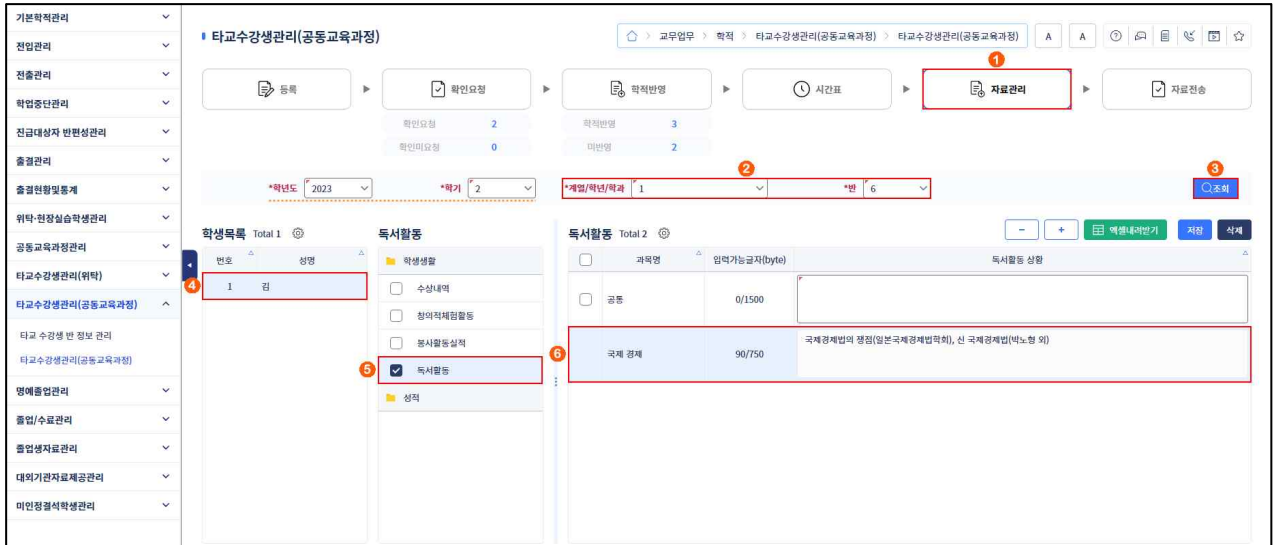 기본학적관리
전입관리
전출관리
학업중단관리
진급대상자 반편성관리
출결관리
출결현황및통계
위탁·현장실습학생관리
공동교육과정관리
타교수강생관리(위탁)
타교수강생관리(공동교육과정)
타교 수강생 반 정보 관리
타교수강생관리(공동교육과정)
명예졸업관리
졸업/수료관리
졸업생자료관리
대외기관자료제공관리
미인정결석학생관리
타교수강생관리(공동교육과정)
교무업무 > 학적 > 타교수강생관리(공동교육과정) > 타교수강생관리(공동교육과정) A A
1
등록 확인요청 학적반영 시간표 자료관리 자료전송
확인요청 2 학적반영 3
확인미요청 0 미반영 2
2 3
*학년도 2023 *학기 2 *계열/학년/학과 1 *반 6 조회
학생목록 Total 1
번호 성명
4 1 김
독서활동
학생생활
수상내역
창의적체험활동
봉사활동실적
5 독서활동
성적
독서활동 Total 2 - + 엑셀내려받기 저장 삭제
과목명 입력가능글자(byte) 독서활동 상황
공통 0/1500
6 국제 경제 90/750 국제경제법의 쟁점(일본국제경제법학회), 신 국제경제법(박노형 외)